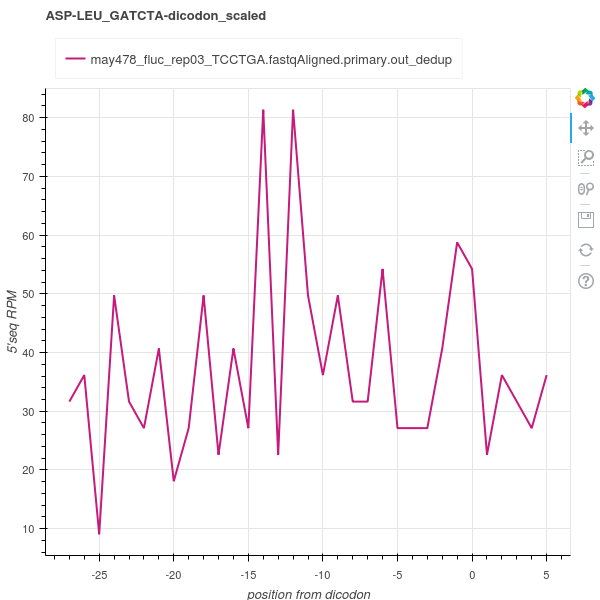 ASP-LEU_GATCTA-dicodon_scaled
may478_fluc_rep03_TCCTGA.fastqAligned.primary.out_dedup
80
70
60
50
40
30
20
10
5'seq RPM
-25 -20 -15 -10 -5 0 5
position from dicodon